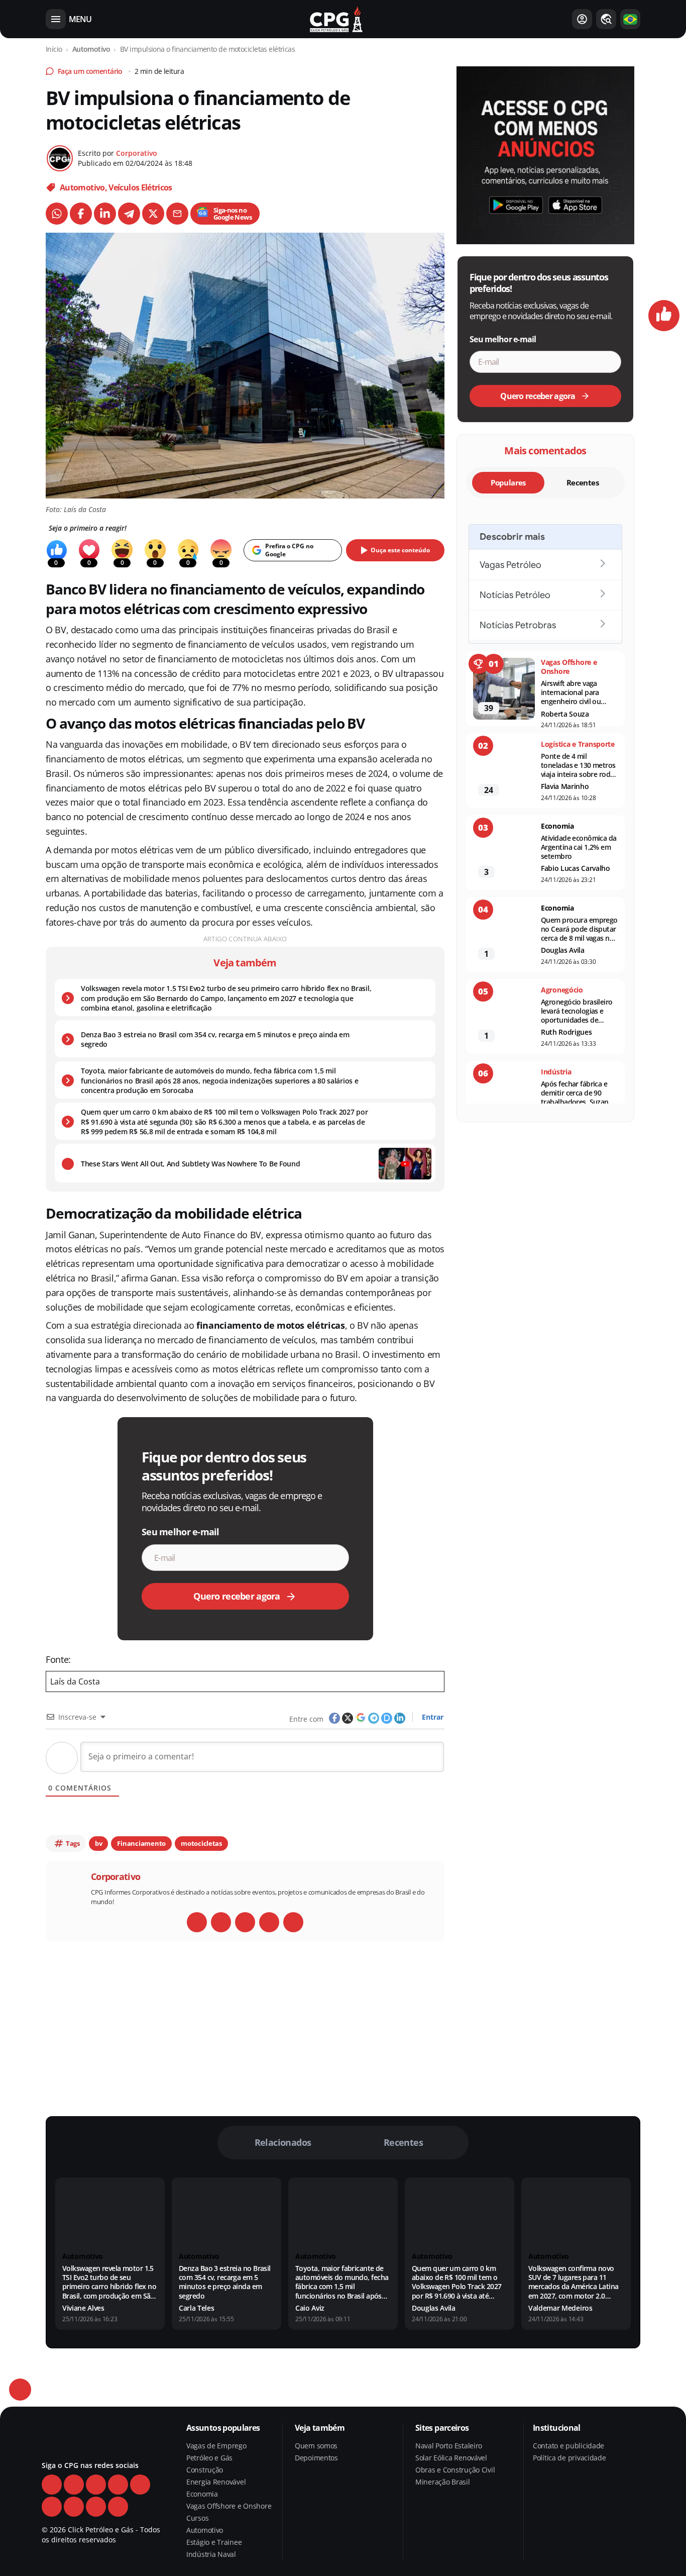 MENU
CPG
CLICK PETRÓLEO E GÁS
Início › Automotivo › BV impulsiona o financiamento de motocicletas elétricas
Faça um comentário • 2 min de leitura
BV impulsiona o financiamento de
motocicletas elétricas
CPG
Escrito por Corporativo
Publicado em 02/04/2024 às 18:48
Automotivo, Veículos Elétricos
Siga-nos no
Google News
Foto: Laís da Costa
Seja o primeiro a reagir!
0
0
0
0
0
0
Prefira o CPG no
Google
Ouça este conteúdo
Banco BV lidera no financiamento de veículos, expandindo
para motos elétricas com crescimento expressivo
O BV, destacado como uma das principais instituições financeiras privadas do Brasil e
reconhecido líder no segmento de financiamento de veículos leves usados, vem registrando um
avanço notável no setor de financiamento de motocicletas nos últimos dois anos. Com um
aumento de 113% na concessão de crédito para motocicletas entre 2021 e 2023, o BV ultrapassou
o crescimento médio do mercado, que foi de 77% no mesmo período, solidificando sua posição
no mercado com um aumento significativo em sua participação.
O avanço das motos elétricas financiadas pelo BV
Na vanguarda das inovações em mobilidade, o BV tem direcionado seus esforços para o
financiamento de motos elétricas, um segmento que experimenta uma expansão acelerada no
Brasil. Os números são impressionantes: apenas nos dois primeiros meses de 2024, o volume de
financiamentos de motos elétricas pelo BV superou o total do ano de 2022 e foi quase quatro
vezes maior que o total financiado em 2023. Essa tendência ascendente reflete a confiança do
banco no potencial de crescimento contínuo desse mercado ao longo de 2024 e nos anos
seguintes.
A demanda por motos elétricas vem de um público diversificado, incluindo entregadores que
buscam uma opção de transporte mais econômica e ecológica, além de indivíduos interessados
em alternativas de mobilidade menos poluentes para deslocamentos curtos dentro das áreas
urbanas. A portabilidade das baterias, facilitando o processo de carregamento, juntamente com a
redução nos custos de manutenção e combustível, e uma crescente consciência ambiental, são
fatores-chave por trás do aumento da procura por esses veículos.
ARTIGO CONTINUA ABAIXO
Veja também
Volkswagen revela motor 1.5 TSI Evo2 turbo de seu primeiro carro híbrido flex no Brasil,
com produção em São Bernardo do Campo, lançamento em 2027 e tecnologia que
combina etanol, gasolina e eletrificação
Denza Bao 3 estreia no Brasil com 354 cv, recarga em 5 minutos e preço ainda em
segredo
Toyota, maior fabricante de automóveis do mundo, fecha fábrica com 1,5 mil
funcionários no Brasil após 28 anos, negocia indenizações superiores a 80 salários e
concentra produção em Sorocaba
Quem quer um carro 0 km abaixo de R$ 100 mil tem o Volkswagen Polo Track 2027 por
R$ 91.690 à vista até segunda (30): são R$ 6.300 a menos que a tabela, e as parcelas de
R$ 999 pedem R$ 56,8 mil de entrada e somam R$ 104,8 mil
These Stars Went All Out, And Subtlety Was Nowhere To Be Found
Democratização da mobilidade elétrica
Jamil Ganan, Superintendente de Auto Finance do BV, expressa otimismo quanto ao futuro das
motos elétricas no país. “Vemos um grande potencial neste mercado e acreditamos que as motos
elétricas representam uma oportunidade significativa para democratizar o acesso à mobilidade
elétrica no Brasil,” afirma Ganan. Essa visão reforça o compromisso do BV em apoiar a transição
para opções de transporte mais sustentáveis, alinhando-se às demandas contemporâneas por
soluções de mobilidade que sejam ecologicamente corretas, econômicas e eficientes.
Com a sua estratégia direcionada ao financiamento de motos elétricas, o BV não apenas
consolida sua liderança no mercado de financiamento de veículos, mas também contribui
ativamente para a transformação do cenário de mobilidade urbana no Brasil. O investimento em
tecnologias limpas e acessíveis como as motos elétricas reflete um compromisso tanto com a
sustentabilidade ambiental quanto com a inovação em serviços financeiros, posicionando o BV
na vanguarda do desenvolvimento de soluções de mobilidade para o futuro.
Fique por dentro dos seus
assuntos preferidos!
Receba notícias exclusivas, vagas de emprego e
novidades direto no seu e-mail.
Seu melhor e-mail
E-mail
Quero receber agora
Fonte:
Laís da Costa
Inscreva-se
Entre com
Entrar
Seja o primeiro a comentar!
0 COMENTÁRIOS
Tags
bv
Financiamento
motocicletas
Corporativo
CPG Informes Corporativos é destinado a notídas sobre eventos, projetos e comunicados de empresas do Brasil e do
mundo!
ACESSE O CPG
COM MENOS
ANÚNCIOS
App leve, notícias personalizadas,
comentários, currículos e muito mais
Google Play
App Store
Fique por dentro dos seus assuntos
preferidos!
Receba notícias exclusivas, vagas de
emprego e novidades direto no seu e-mail.
Seu melhor e-mail
E-mail
Quero receber agora
Mais comentados
Populares
Recentes
Descobrir mais
Vagas Petróleo
Notícias Petróleo
Notícias Petrobras
01
39
Vagas Offshore e
Onshore
Airswift abre vaga
internacional para
engenheiro civil ou...
Roberta Souza
24/11/2026 às 18:51
02
24
Logística e Transporte
Ponte de 4 mil
toneladas e 130 metros
viaja inteira sobre rod...
Flavia Marinho
24/11/2026 às 10:28
03
3
Economia
Atividade econômica da
Argentina cai 1,2% em
setembro
Fabio Lucas Carvalho
24/11/2026 às 23:21
04
1
Economia
Quem procura emprego
no Ceará pode disputar
cerca de 8 mil vagas n...
Douglas Avila
24/11/2026 às 03:30
05
1
Agronegócio
Agronegócio brasileiro
levará tecnologias e
oportunidades de...
Ruth Rodrigues
24/11/2026 às 13:33
06
Indústria
Após fechar fábrica e
demitir cerca de 90
trabalhadores, Suzan
Relacionados
Recentes
Automotivo
Volkswagen revela motor 1.5
TSI Evo2 turbo de seu
primeiro carro híbrido flex no
Brasil, com produção em Sã...
Viviane Alves
25/11/2026 às 16:23
Automotivo
Denza Bao 3 estreia no Brasil
com 354 cv, recarga em 5
minutos e preço ainda em
segredo
Carla Teles
25/11/2026 às 15:55
Automotivo
Toyota, maior fabricante de
automóveis do mundo, fecha
fábrica com 1,5 mil
funcionários no Brasil após...
Caio Aviz
25/11/2026 às 09:11
Automotivo
Quem quer um carro 0 km
abaixo de R$ 100 mil tem o
Volkswagen Polo Track 2027
por R$ 91.690 à vista até...
Douglas Avila
24/11/2026 às 21:00
Automotivo
Volkswagen confirma novo
SUV de 7 lugares para 11
mercados da América Latina
em 2027, com motor 2.0...
Valdemar Medeiros
24/11/2026 às 14:43
Siga o CPG nas redes sociais
© 2026 Click Petróleo e Gás - Todos
os direitos reservados
Assuntos populares
Vagas de Emprego
Petróleo e Gás
Construção
Energia Renovável
Economia
Vagas Offshore e Onshore
Cursos
Automotivo
Estágio e Trainee
Indústria Naval
Veja também
Quem somos
Depoimentos
Sites parceiros
Naval Porto Estaleiro
Solar Eólica Renovável
Obras e Construção Civil
Mineração Brasil
Institucional
Contato e publicidade
Política de privacidade